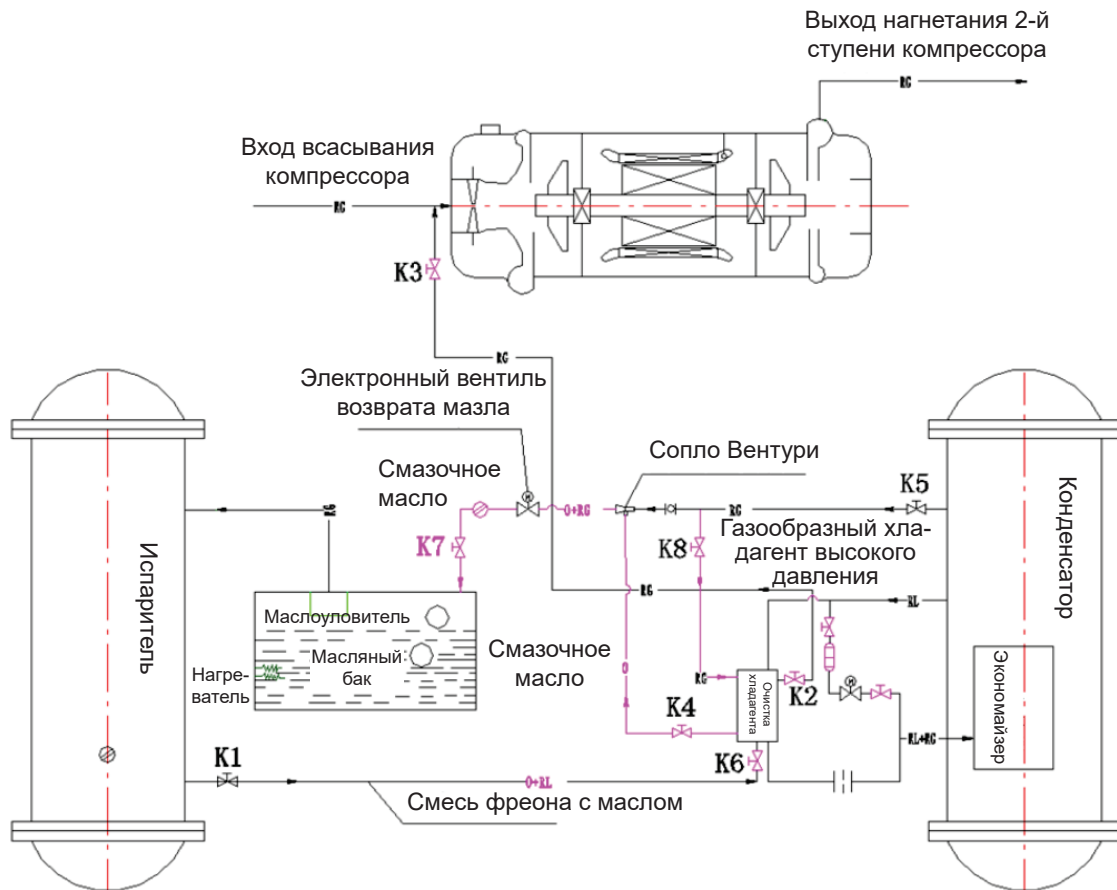 Выход нагнетания 2-й
ступени компрессора
RG
Вход всасывания
компрессора
RG
K3
RG
Электронный вентиль
возврата мазла
Сопло Вентури
Смазочное
масло
K5
O+RG
RG
K7
K8
Газообразный хла-
дагент высокого
давления
RG
RG
RL
Испаритель
Конденсатор
Маслоуловитель
Масляный
бак
Смазочное
масло
Нагре-
ватель
O
RG
Очистка
хладагента
K2
K4
Экономайзер
RL+RG
K1
K6
O+RL
Смесь фреона с маслом